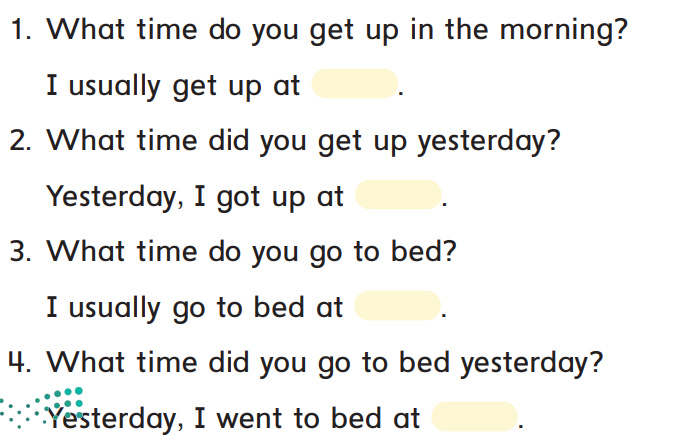 1. What time do you get up in the morning?
I usually get up at .
2. What time did you get up yesterday?
Yesterday, I got up at .
3. What time do you go to bed?
I usually go to bed at .
4. What time did you go to bed yesterday?
Yesterday, I went to bed at .